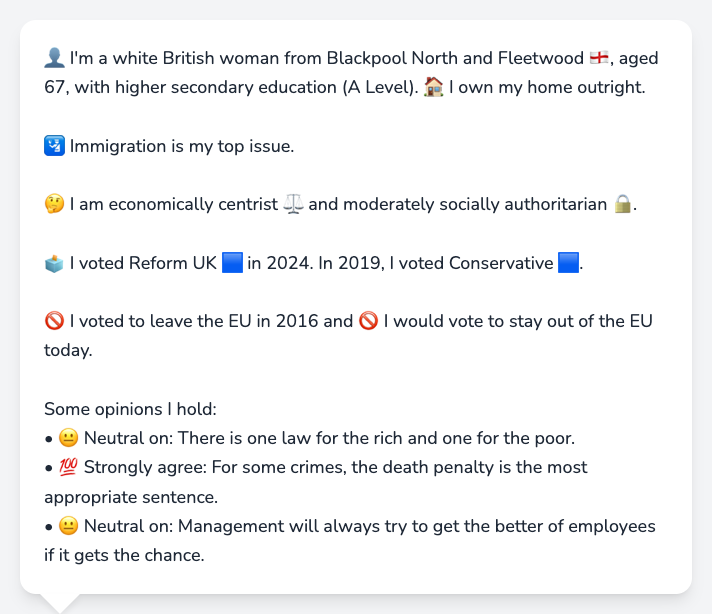 👤 I'm a white British woman from Blackpool North and Fleetwood 🏴󠁧󠁢󠁥󠁮󠁧󠁿, aged
67, with higher secondary education (A Level). 🏠 I own my home outright.
🛂 Immigration is my top issue.
🤔 I am economically centrist ⚖️ and moderately socially authoritarian 🔒.
🗳️ I voted Reform UK 🟦 in 2024. In 2019, I voted Conservative 🟦.
🚫 I voted to leave the EU in 2016 and 🚫 I would vote to stay out of the EU
today.
Some opinions I hold:
• 😐 Neutral on: There is one law for the rich and one for the poor.
• 💯 Strongly agree: For some crimes, the death penalty is the most
appropriate sentence.
• 😐 Neutral on: Management will always try to get the better of employees
if it gets the chance.